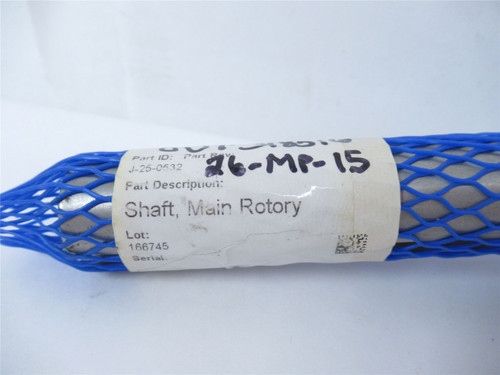 Part ID: Part Rev:
J-25-0532 26-MP-15
Part Description:
Shaft, Main Rotory
Lot:
166745
Serial: